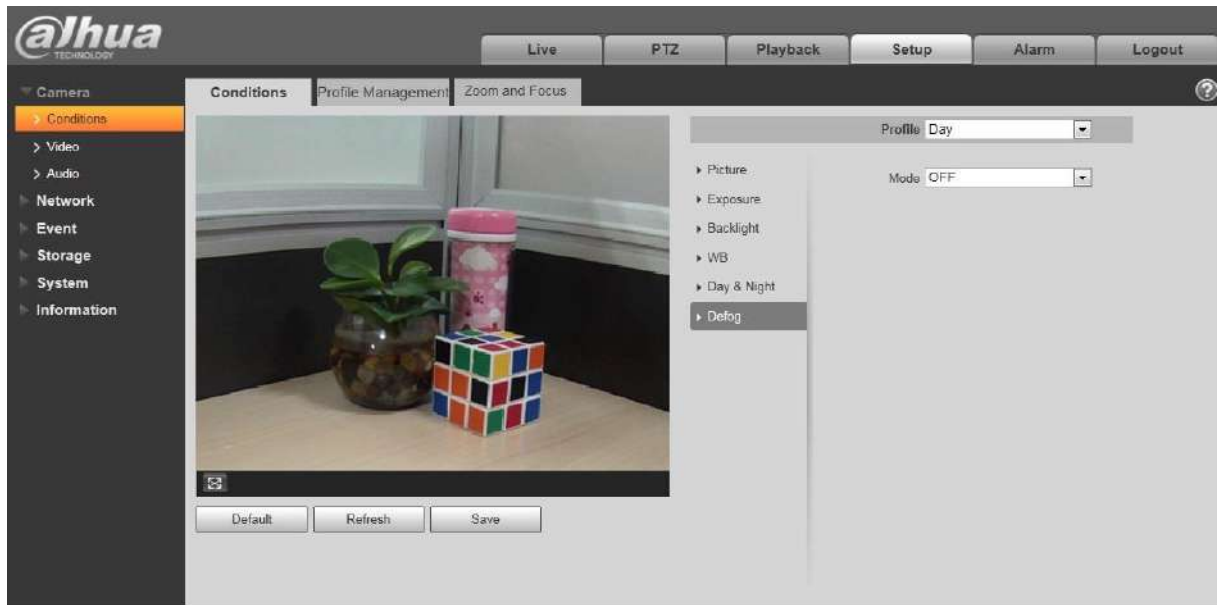 alhua
TECHNOLOGY
Live PTZ Playback Setup Alarm Logout
Camera
Conditions
Video
Audio
Network
Event
Storage
System
Information
Conditions Profile Management Zoom and Focus
?
Profile Day
Picture
Exposure
Backlight
WB
Day & Night
Defog
Mode OFF
Default Refresh Save